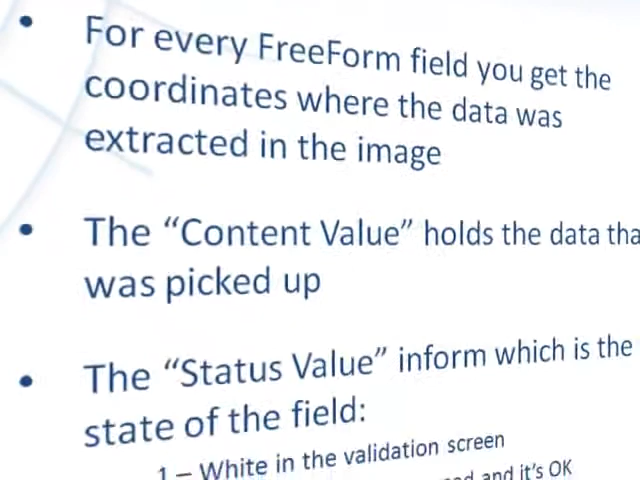 • For every FreeForm field you get the
coordinates where the data was
extracted in the image
• The “Content Value” holds the data
was picked up
• The “Status Value” inform which is the
state of the field:
1 – White in the validation screen
and it's OK